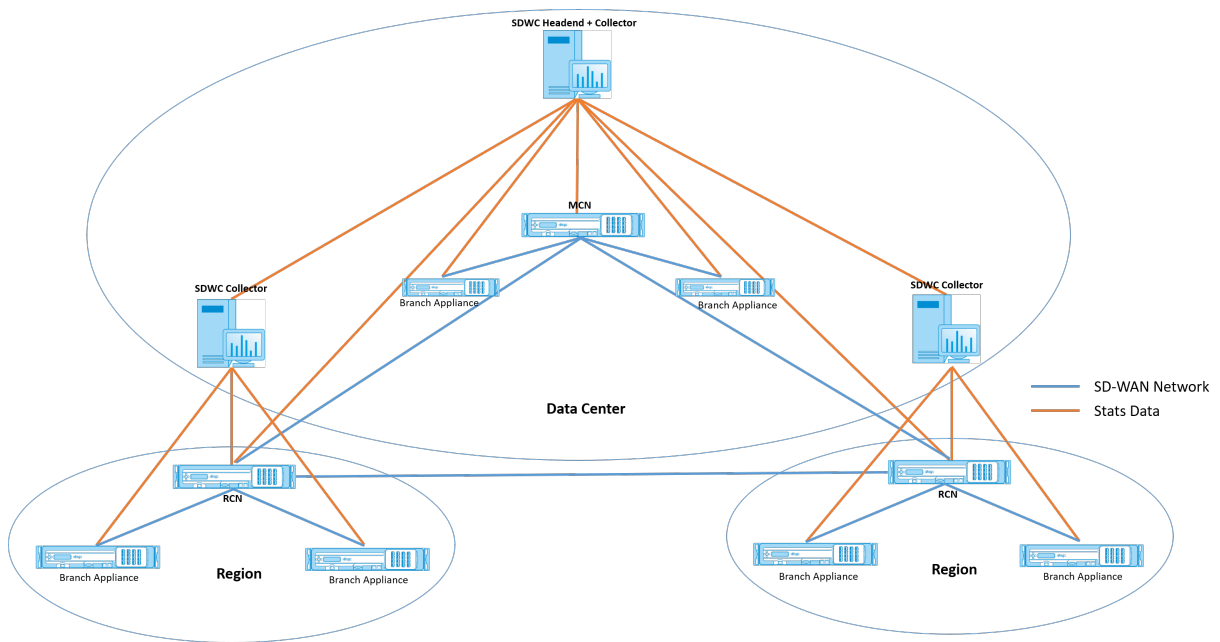 SDWC Headend + Collector
MCN
Branch Appliance
Branch Appliance
SDWC Collector
SDWC Collector
SD-WAN Network
Stats Data
Data Center
RCN
RCN
Branch Appliance
Region
Branch Appliance
Branch Appliance
Region
Branch Appliance